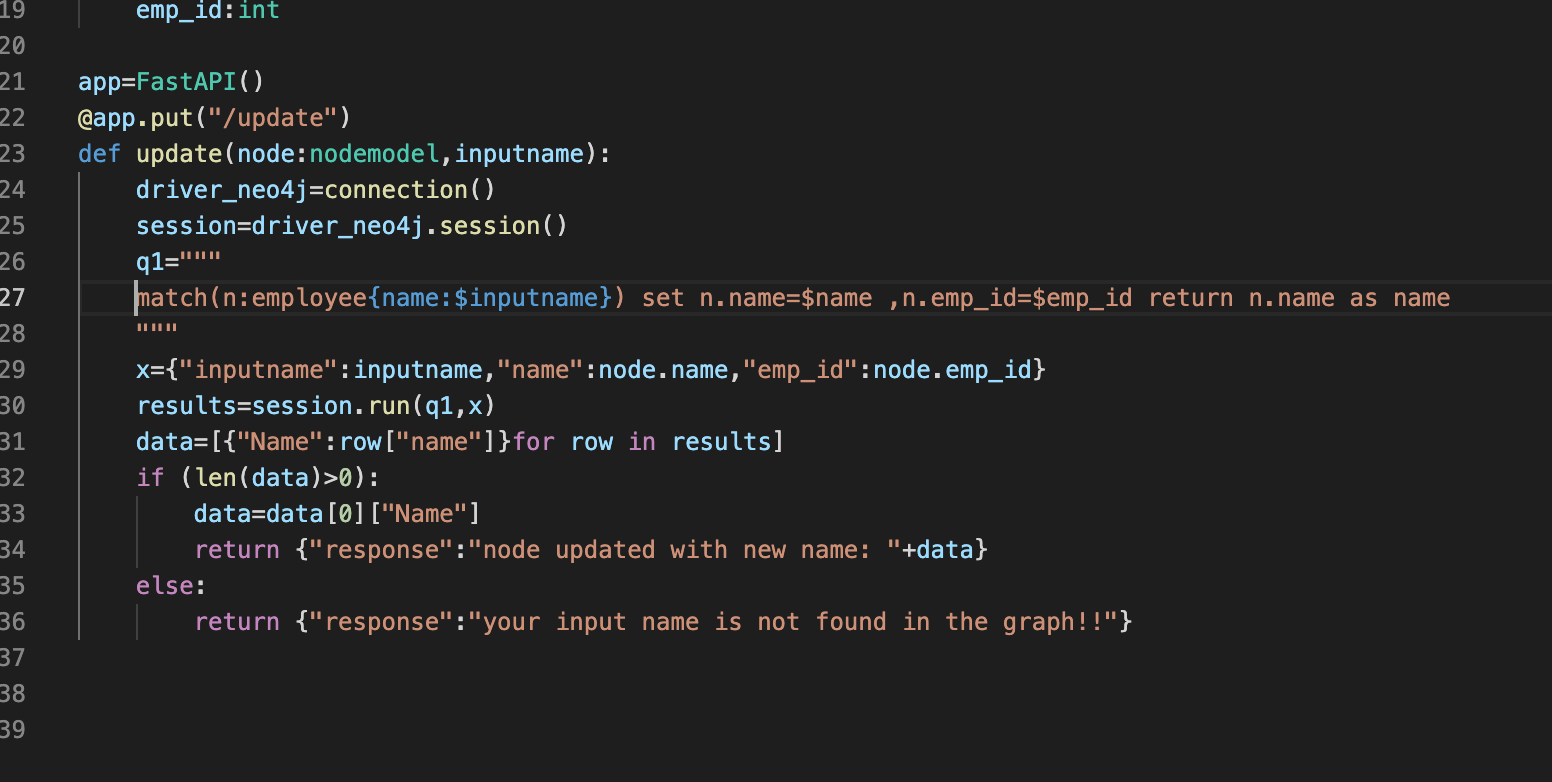 19 emp_id:int
20
21 app=FastAPI()
22 @app.put("/update")
23 def update(node:nodemodel,inputname):
24 driver_neo4j=connection()
25 session=driver_neo4j.session()
26 q1="""
27 match(n:employee{name:$inputname}) set n.name=$name ,n.emp_id=$emp_id return n.name as name
28 """
29 x={"inputname":inputname,"name":node.name,"emp_id":node.emp_id}
30 results=session.run(q1,x)
31 data=[{"Name":row["name"]}for row in results]
32 if (len(data)>0):
33 data=data[0]["Name"]
34 return {"response":"node updated with new name: "+data}
35 else:
36 return {"response":"your input name is not found in the graph!!"}
37
38
39